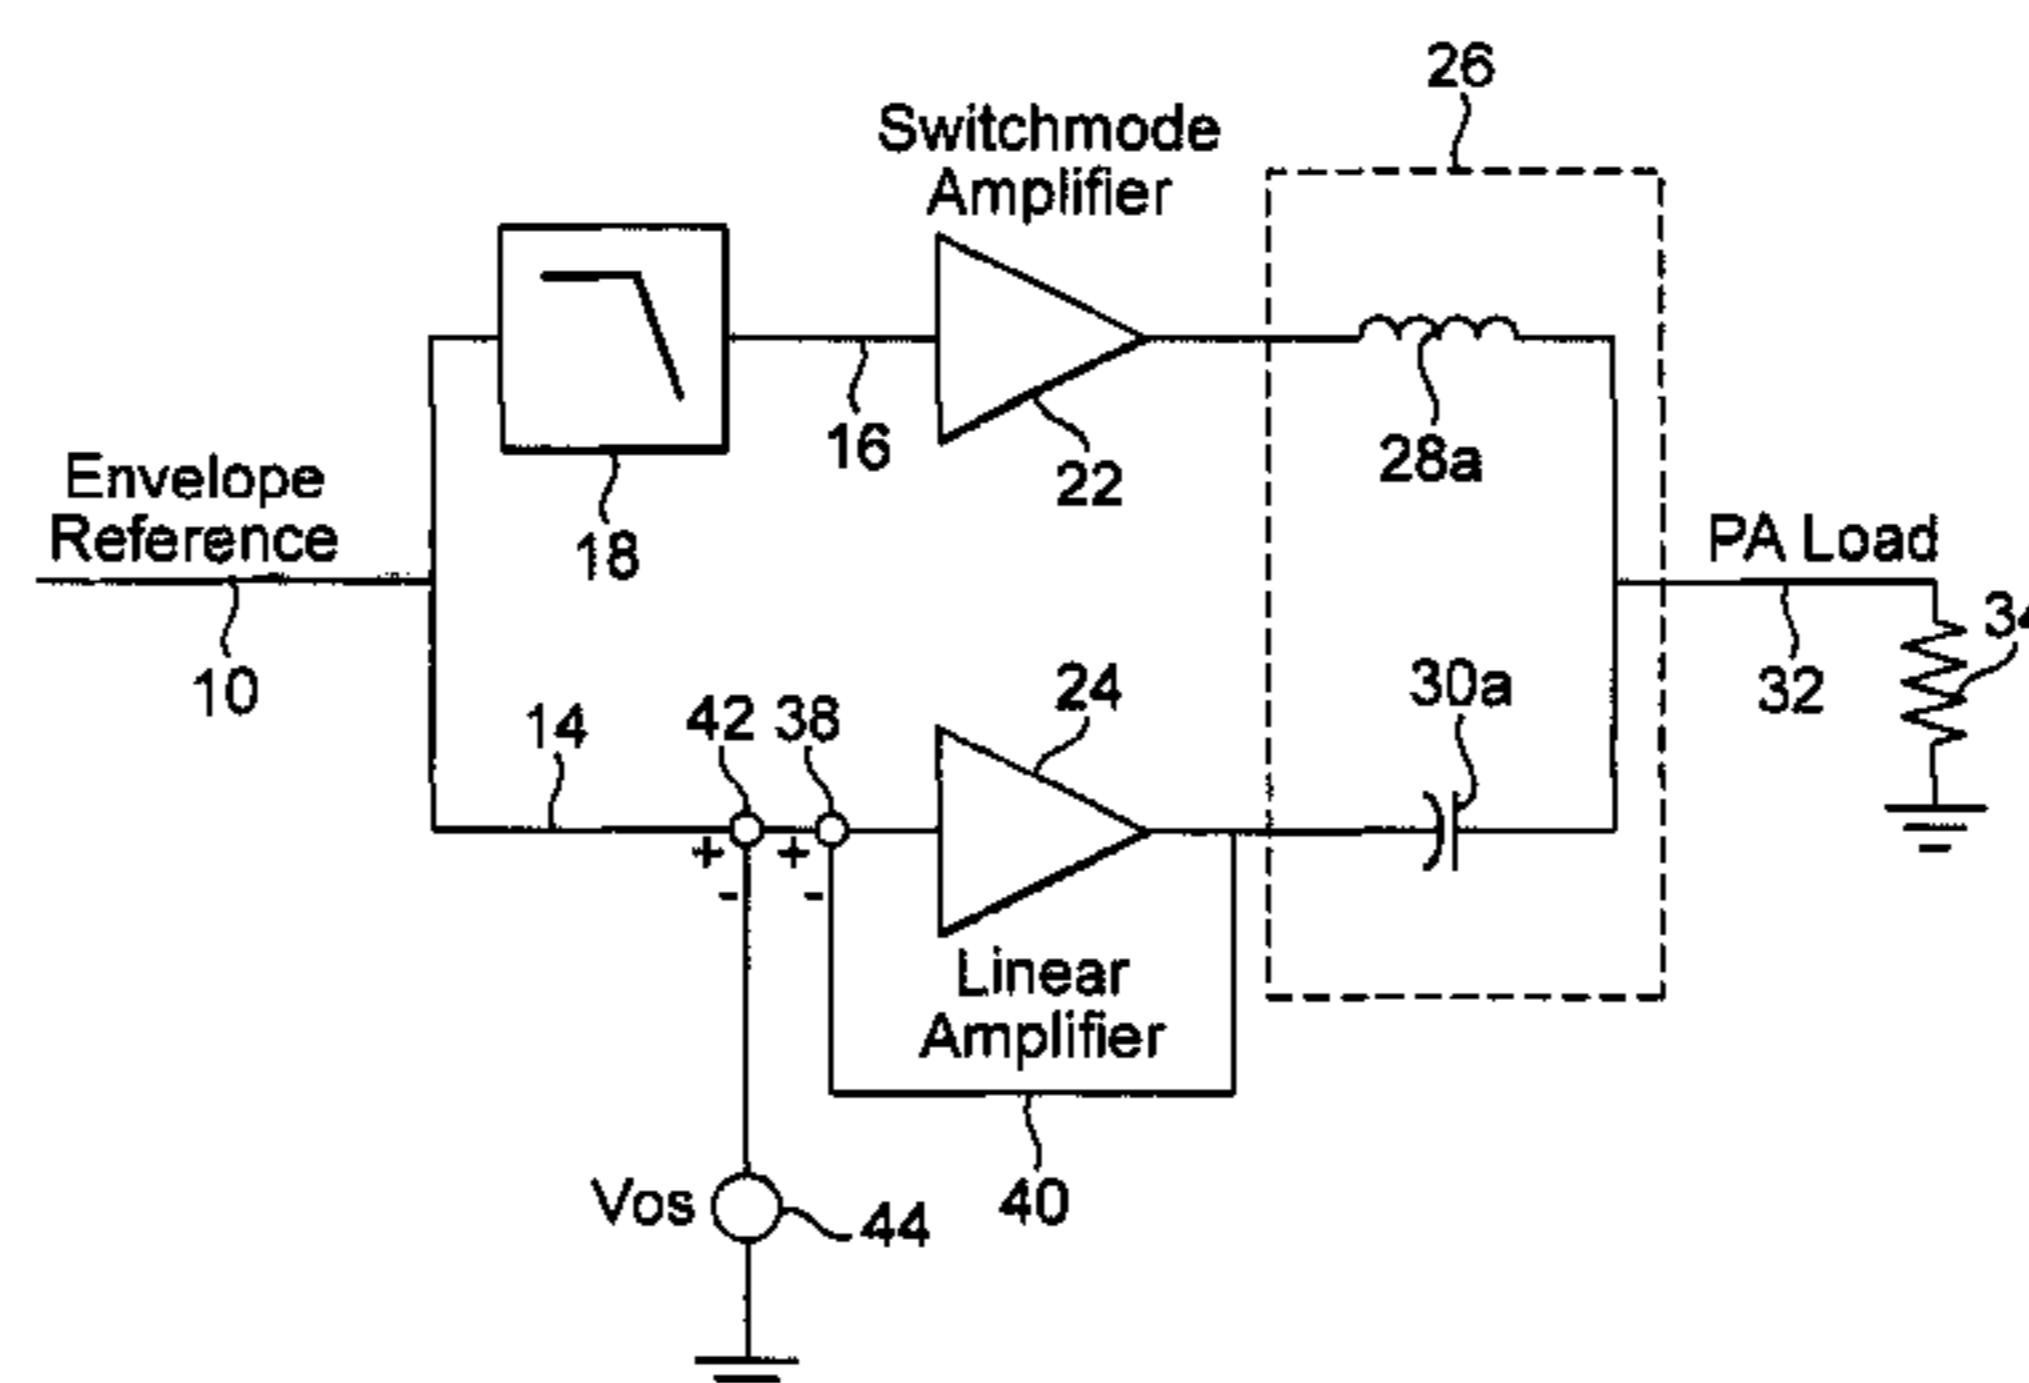 26
Switchmode
Amplifier
Envelope
Reference
10
18
16
22
28a
PA Load
32
34
14
42
38
24
30a
+
-
+
-
Linear
Amplifier
40
Vos
44